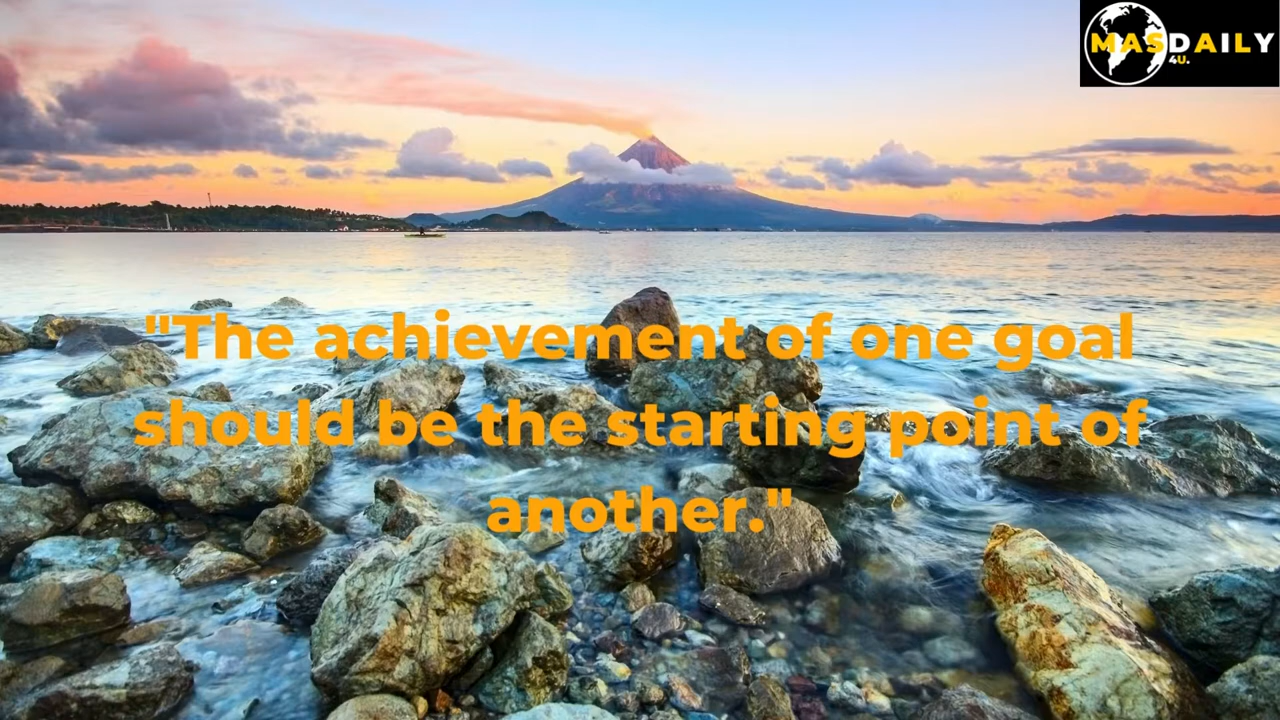 MASDAILY
4U.
"The achievement of one goal
should be the starting point of
another."